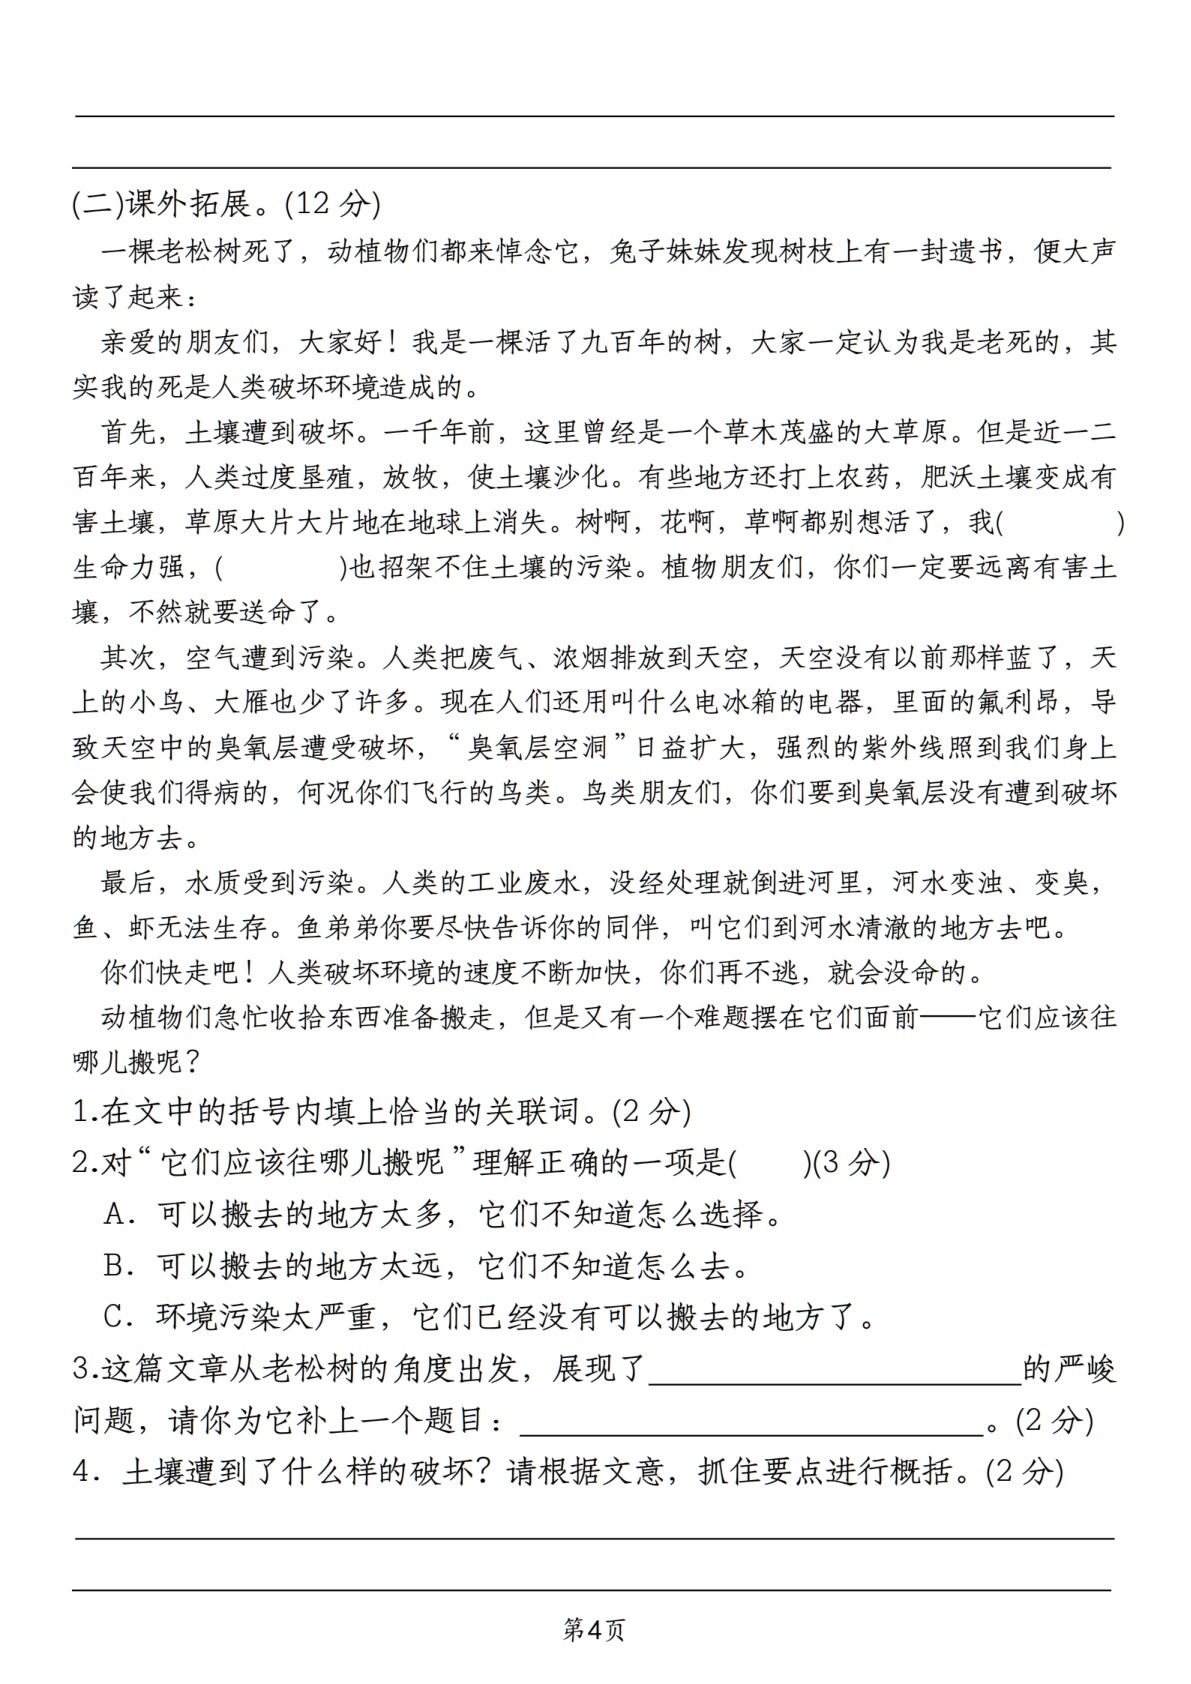 (二)课外拓展。(12 分)
一棵老松树死了，动植物们都来悼念它，兔子妹妹发现树枝上有一封遗书，便大声
读了起来：
亲爱的朋友们，大家好！我是一棵活了九百年的树，大家一定认为我是老死的，其
实我的死是人类破坏环境造成的。
首先，土壤遭到破坏。一千年前，这里曾经是一个草木茂盛的大草原。但是近一二
百年来，人类过度垦殖，放牧，使土壤沙化。有些地方还打上农药，肥沃土壤变成有
害土壤，草原大片大片地在地球上消失。树啊，花啊，草啊都别想活了，我(　　　　)
生命力强，(　　　　)也招架不住土壤的污染。植物朋友们，你们一定要远离有害土
壤，不然就要送命了。
其次，空气遭到污染。人类把废气、浓烟排放到天空，天空没有以前那样蓝了，天
上的小鸟、大雁也少了许多。现在人们还用叫什么电冰箱的电器，里面的氟利昂，导
致天空中的臭氧层遭受破坏，“臭氧层空洞”日益扩大，强烈的紫外线照到我们身上
会使我们得病的，何况你们飞行的鸟类。鸟类朋友们，你们要到臭氧层没有遭到破坏
的地方去。
最后，水质受到污染。人类的工业废水，没经处理就倒进河里，河水变浊、变臭，
鱼、虾无法生存。鱼弟弟你要尽快告诉你的同伴，叫它们到河水清澈的地方去吧。
你们快走吧！人类破坏环境的速度不断加快，你们再不逃，就会没命的。
动植物们急忙收拾东西准备搬走，但是又有一个难题摆在它们面前——它们应该往
哪儿搬呢？
1.在文中的括号内填上恰当的关联词。(2 分)
2.对“它们应该往哪儿搬呢”理解正确的一项是(　　)(3 分)
A．可以搬去的地方太多，它们不知道怎么选择。
B．可以搬去的地方太远，它们不知道怎么去。
C．环境污染太严重，它们已经没有可以搬去的地方了。
3.这篇文章从老松树的角度出发，展现了____________________的严峻
问题，请你为它补上一个题目：_________________________。(2 分)
4．土壤遭到了什么样的破坏？请根据文意，抓住要点进行概括。(2 分)
第4页